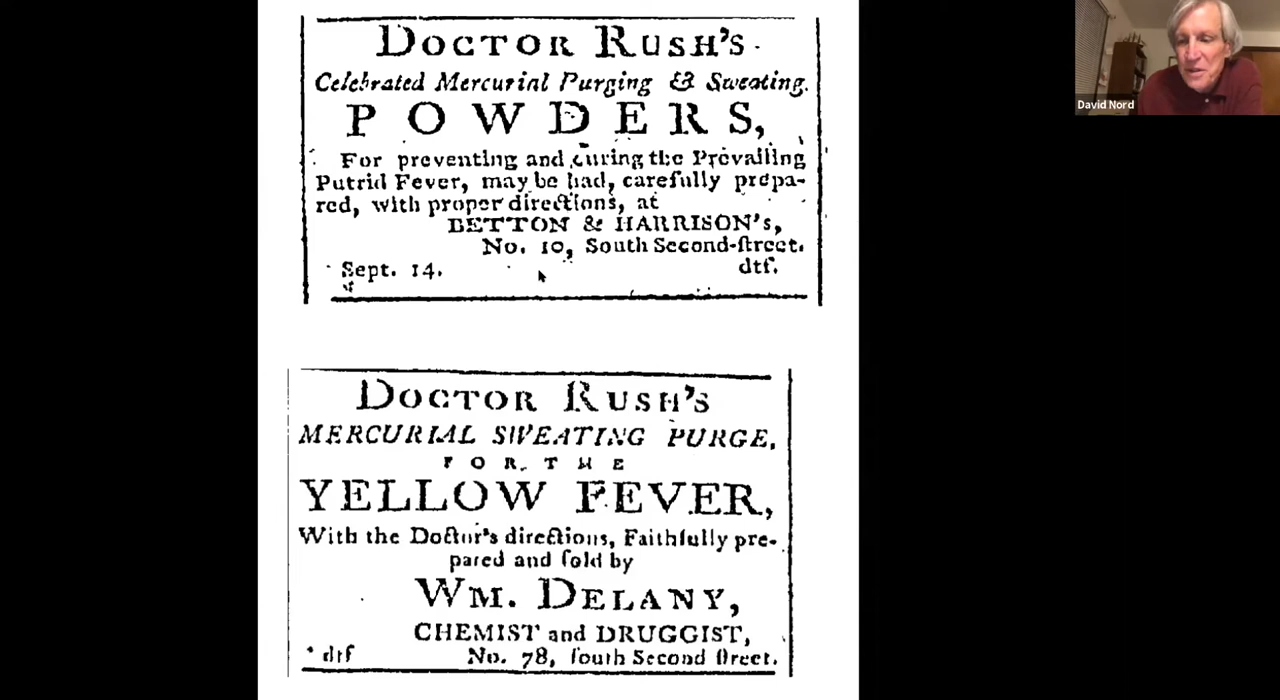 DOCTOR RUSH'S
Celebrated Mercurial Purging & Sweating.
POWDERS,
For preventing and curing the Prevailing
Putrid Fever, may be had, carefully prepa-
red, with proper directions, at
BETTON & HARRISON's,
No. 10, South Second-ſtreet.
Sept. 14. dtf.
DOCTOR RUSH'S
MERCURIAL SWEATING PURGE,
FOR THE
YELLOW FEVER,
With the Doctor's directions, Faithfully pre-
pared and ſold by
WM. DELANY,
CHEMIST and DRUGGIST,
dtf No. 78, ſouth Second ſtreet.
David Nord